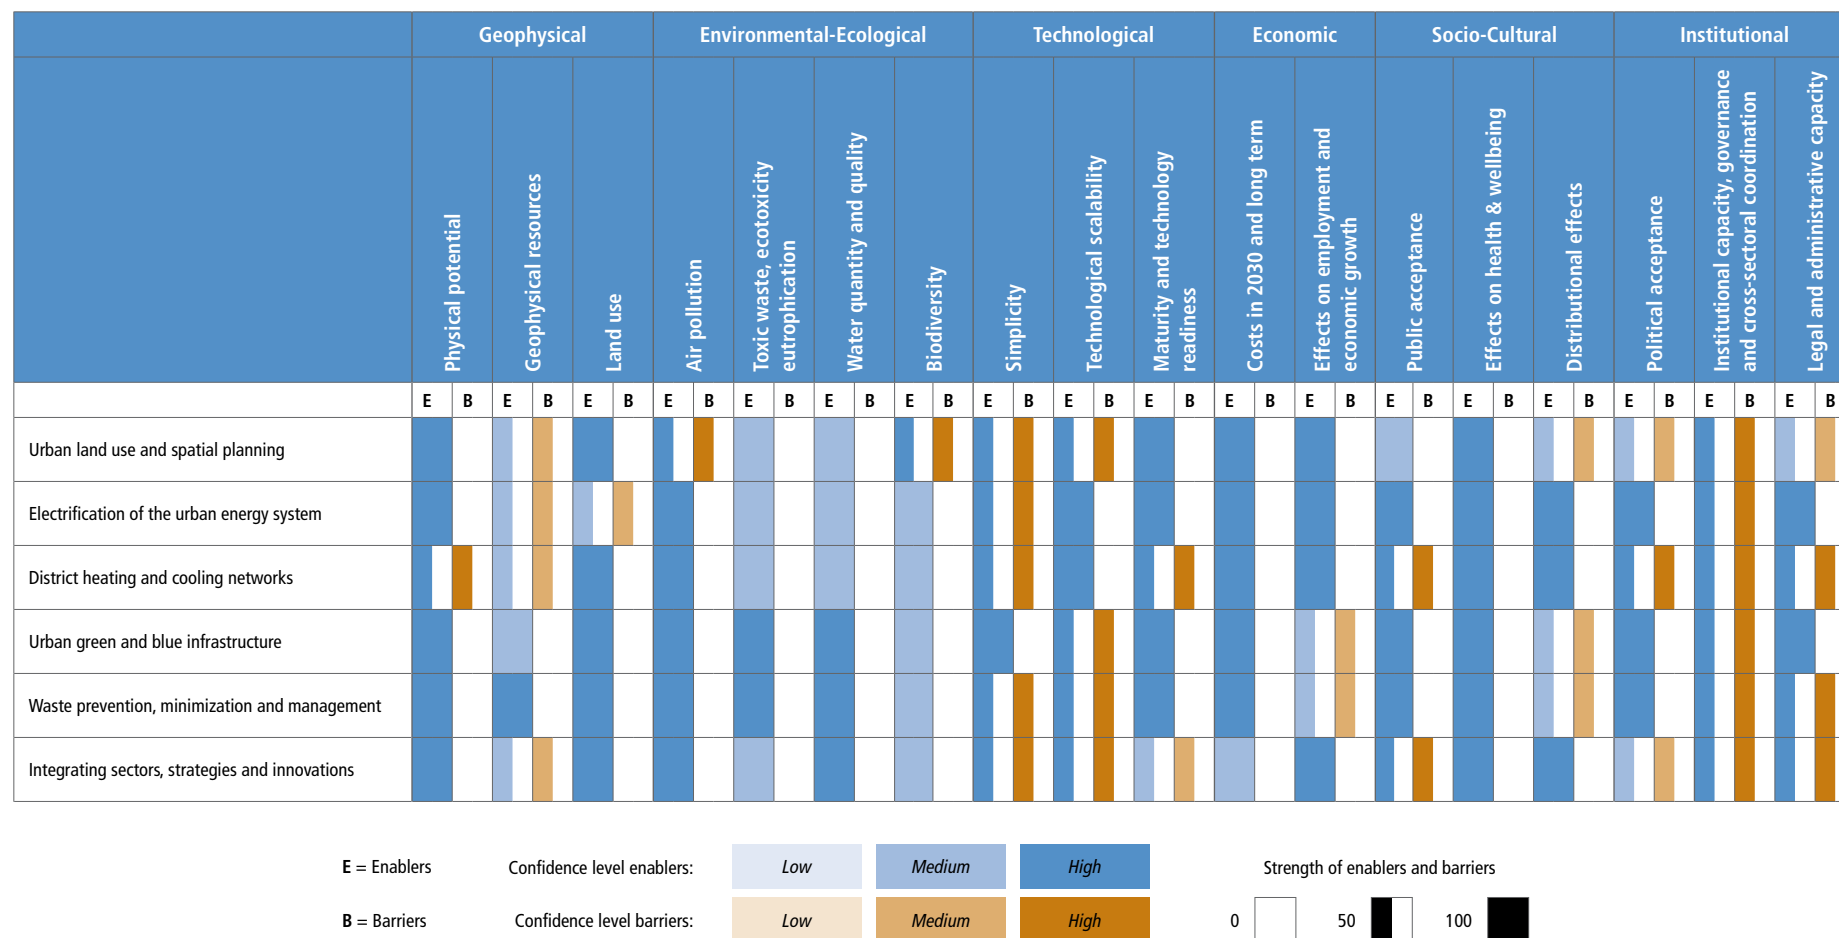 Geophysical Environmental-Ecological Technological Economic Socio-Cultural Institutional
Physical potential
Geophysical resources
Land use
Air pollution
Toxic waste, ecotoxicity
eutrophication
Water quantity and quality
Biodiversity
Simplicity
Technological scalability
Maturity and technology
readiness
Costs in 2030 and long term
Effects on employment and
economic growth
Public acceptance
Effects on health & wellbeing
Distributional effects
Political acceptance
Institutional capacity, governance
and cross-sectoral coordination
Legal and administrative capacity
E B E B E B E B E B E B E B E B E B E B E B E B E B E B E B E B E B E B
Urban land use and spatial planning
Electrification of the urban energy system
District heating and cooling networks
Urban green and blue infrastructure
Waste prevention, minimization and management
Integrating sectors, strategies and innovations
E = Enablers Confidence level enablers: Low Medium High Strength of enablers and barriers
B = Barriers Confidence level barriers: Low Medium High 0 50 100